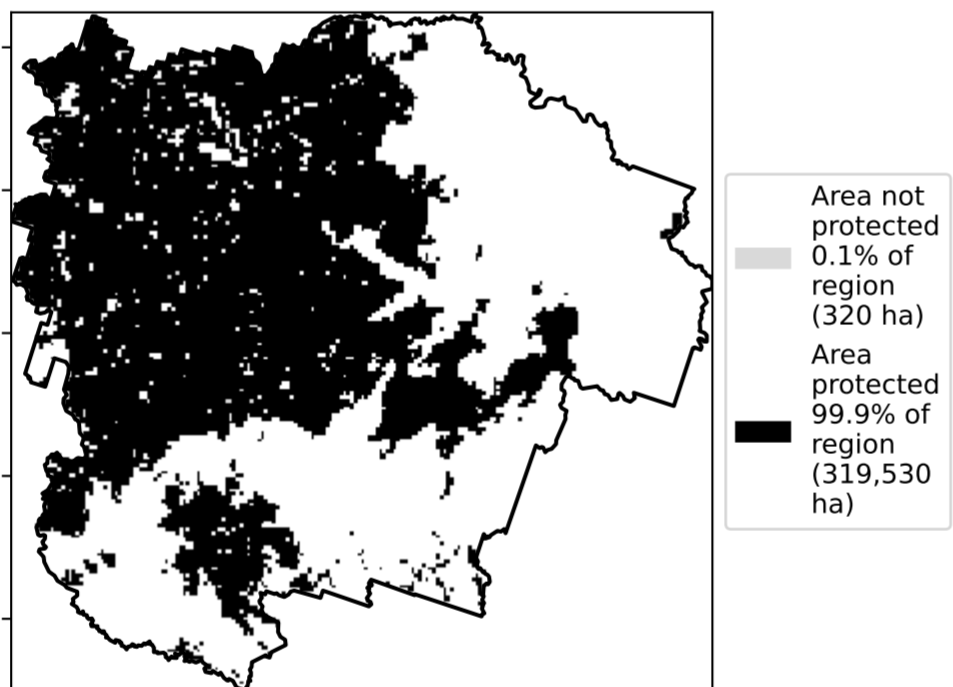 Area not
protected
0.1% of
region
(320 ha)
Area
protected
99.9% of
region
(319,530
ha)